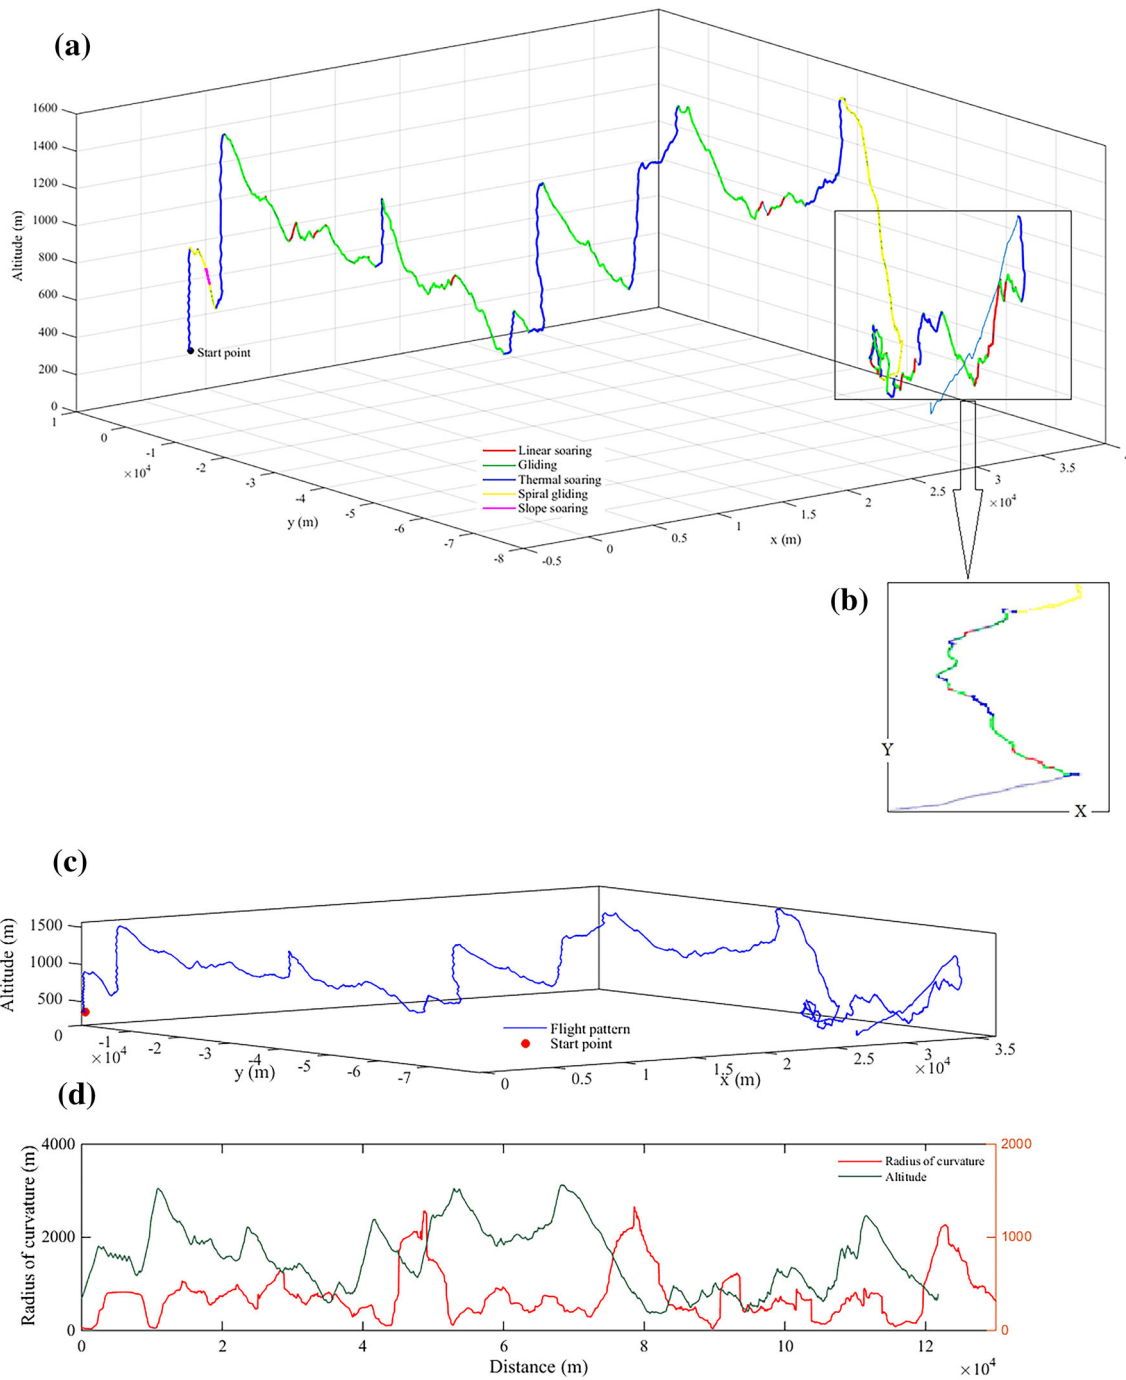 (a)
1600
1400
1200
1000
800
600
400
200
0
Altitude (m)
Start point
1
0
-1
×10⁴
-2
-3
-4
-5
-6
-7
-8
y (m)
-0.5
0
0.5
1
1.5
2
2.5
3
3.5
×10⁴
x (m)
Linear soaring
Gliding
Thermal soaring
Spiral gliding
Slope soaring
(b)
Y
X
(c)
1500
1000
500
0
Altitude (m)
-1
×10⁴
-2
-3
-4
-5
-6
-7
y (m)
0
0.5
1
1.5
2
2.5
3
3.5
×10⁴
x (m)
Flight pattern
Start point
(d)
4000
2000
0
Radius of curvature (m)
2000
1000
0
Radius of curvature
Altitude
0
2
4
6
8
10
12
Distance (m)
×10⁴